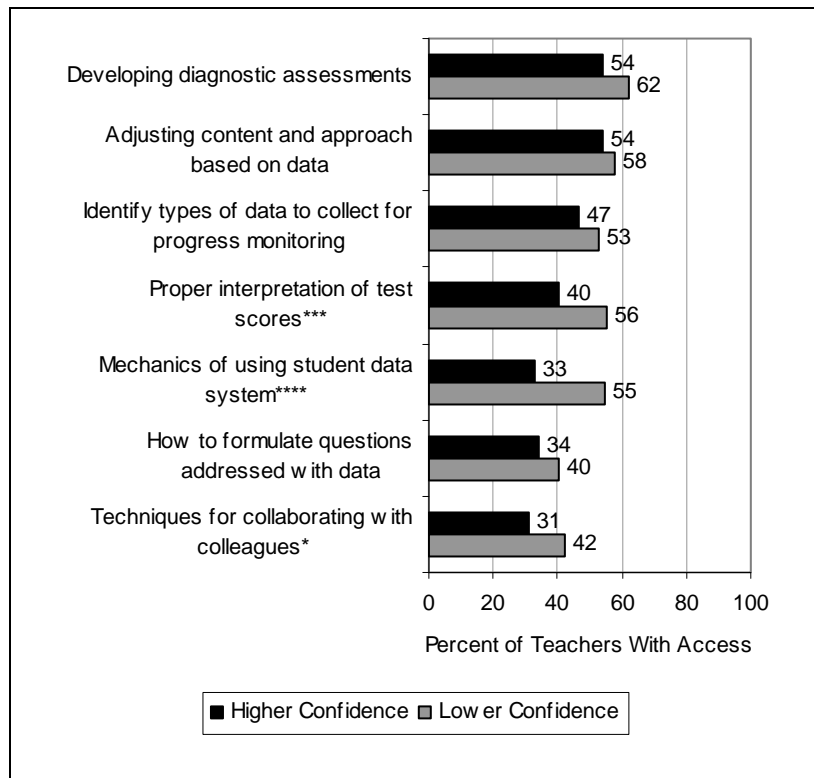 Developing diagnostic assessments
54
62
Adjusting content and approach
based on data
54
58
Identify types of data to collect for
progress monitoring
47
53
Proper interpretation of test
scores***
40
56
Mechanics of using student data
system****
33
55
How to formulate questions
addressed with data
34
40
Techniques for collaborating with
colleagues*
31
42
0 20 40 60 80 100
Percent of Teachers With Access
Higher Confidence Lower Confidence